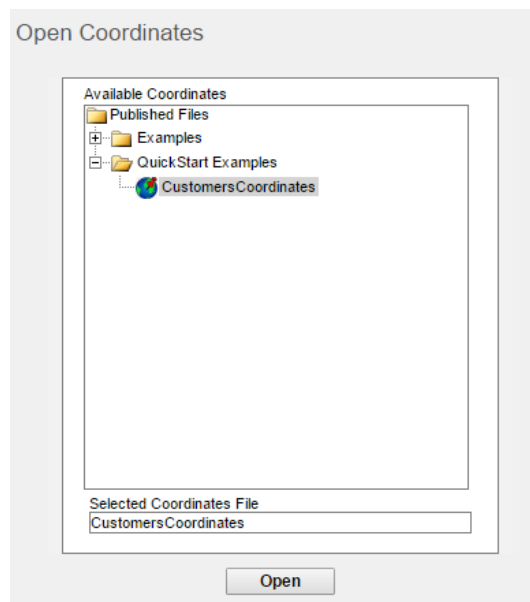 Open Coordinates
Available Coordinates
Published Files
Examples
QuickStart Examples
CustomersCoordinates
Selected Coordinates File
CustomersCoordinates
Open